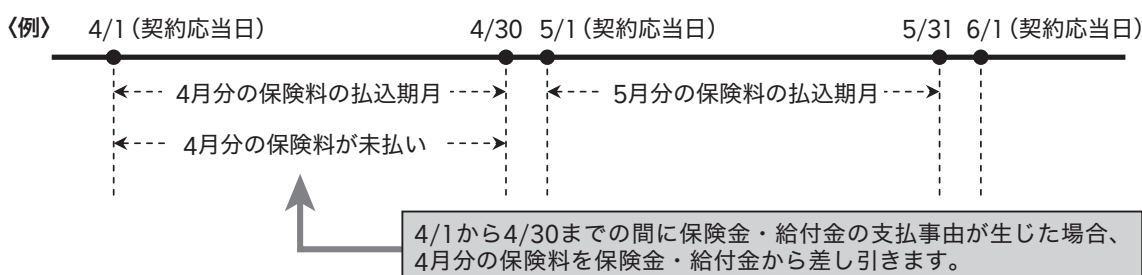 〈例〉 4/1（契約応当日） 4/30 5/1（契約応当日） 5/31 6/1（契約応当日）
4月分の保険料の払込期月 5月分の保険料の払込期月
4月分の保険料が未払い
4/1から4/30までの間に保険金・給付金の支払事由が生じた場合、
4月分の保険料を保険金・給付金から差し引きます。